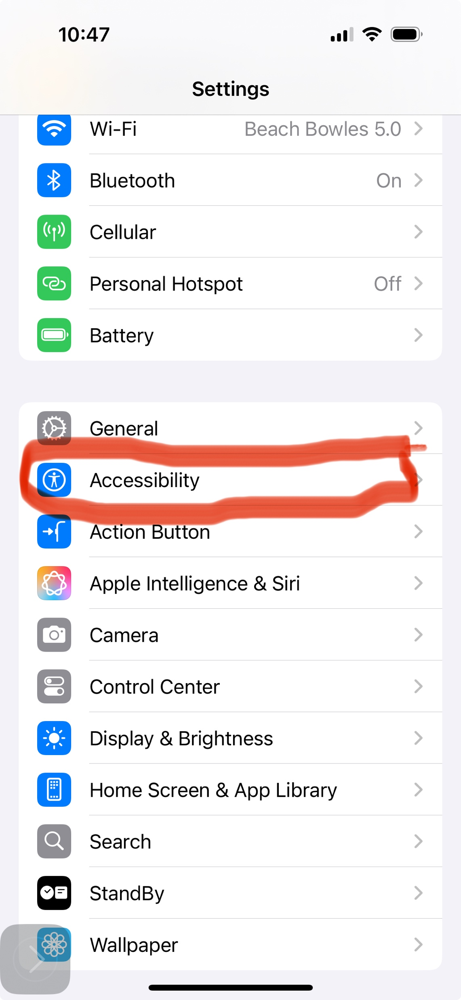 10:47
Settings
Wi-Fi Beach Bowles 5.0
Bluetooth On
Cellular
Personal Hotspot Off
Battery
General
Accessibility
Action Button
Apple Intelligence & Siri
Camera
Control Center
Display & Brightness
Home Screen & App Library
Search
StandBy
Wallpaper